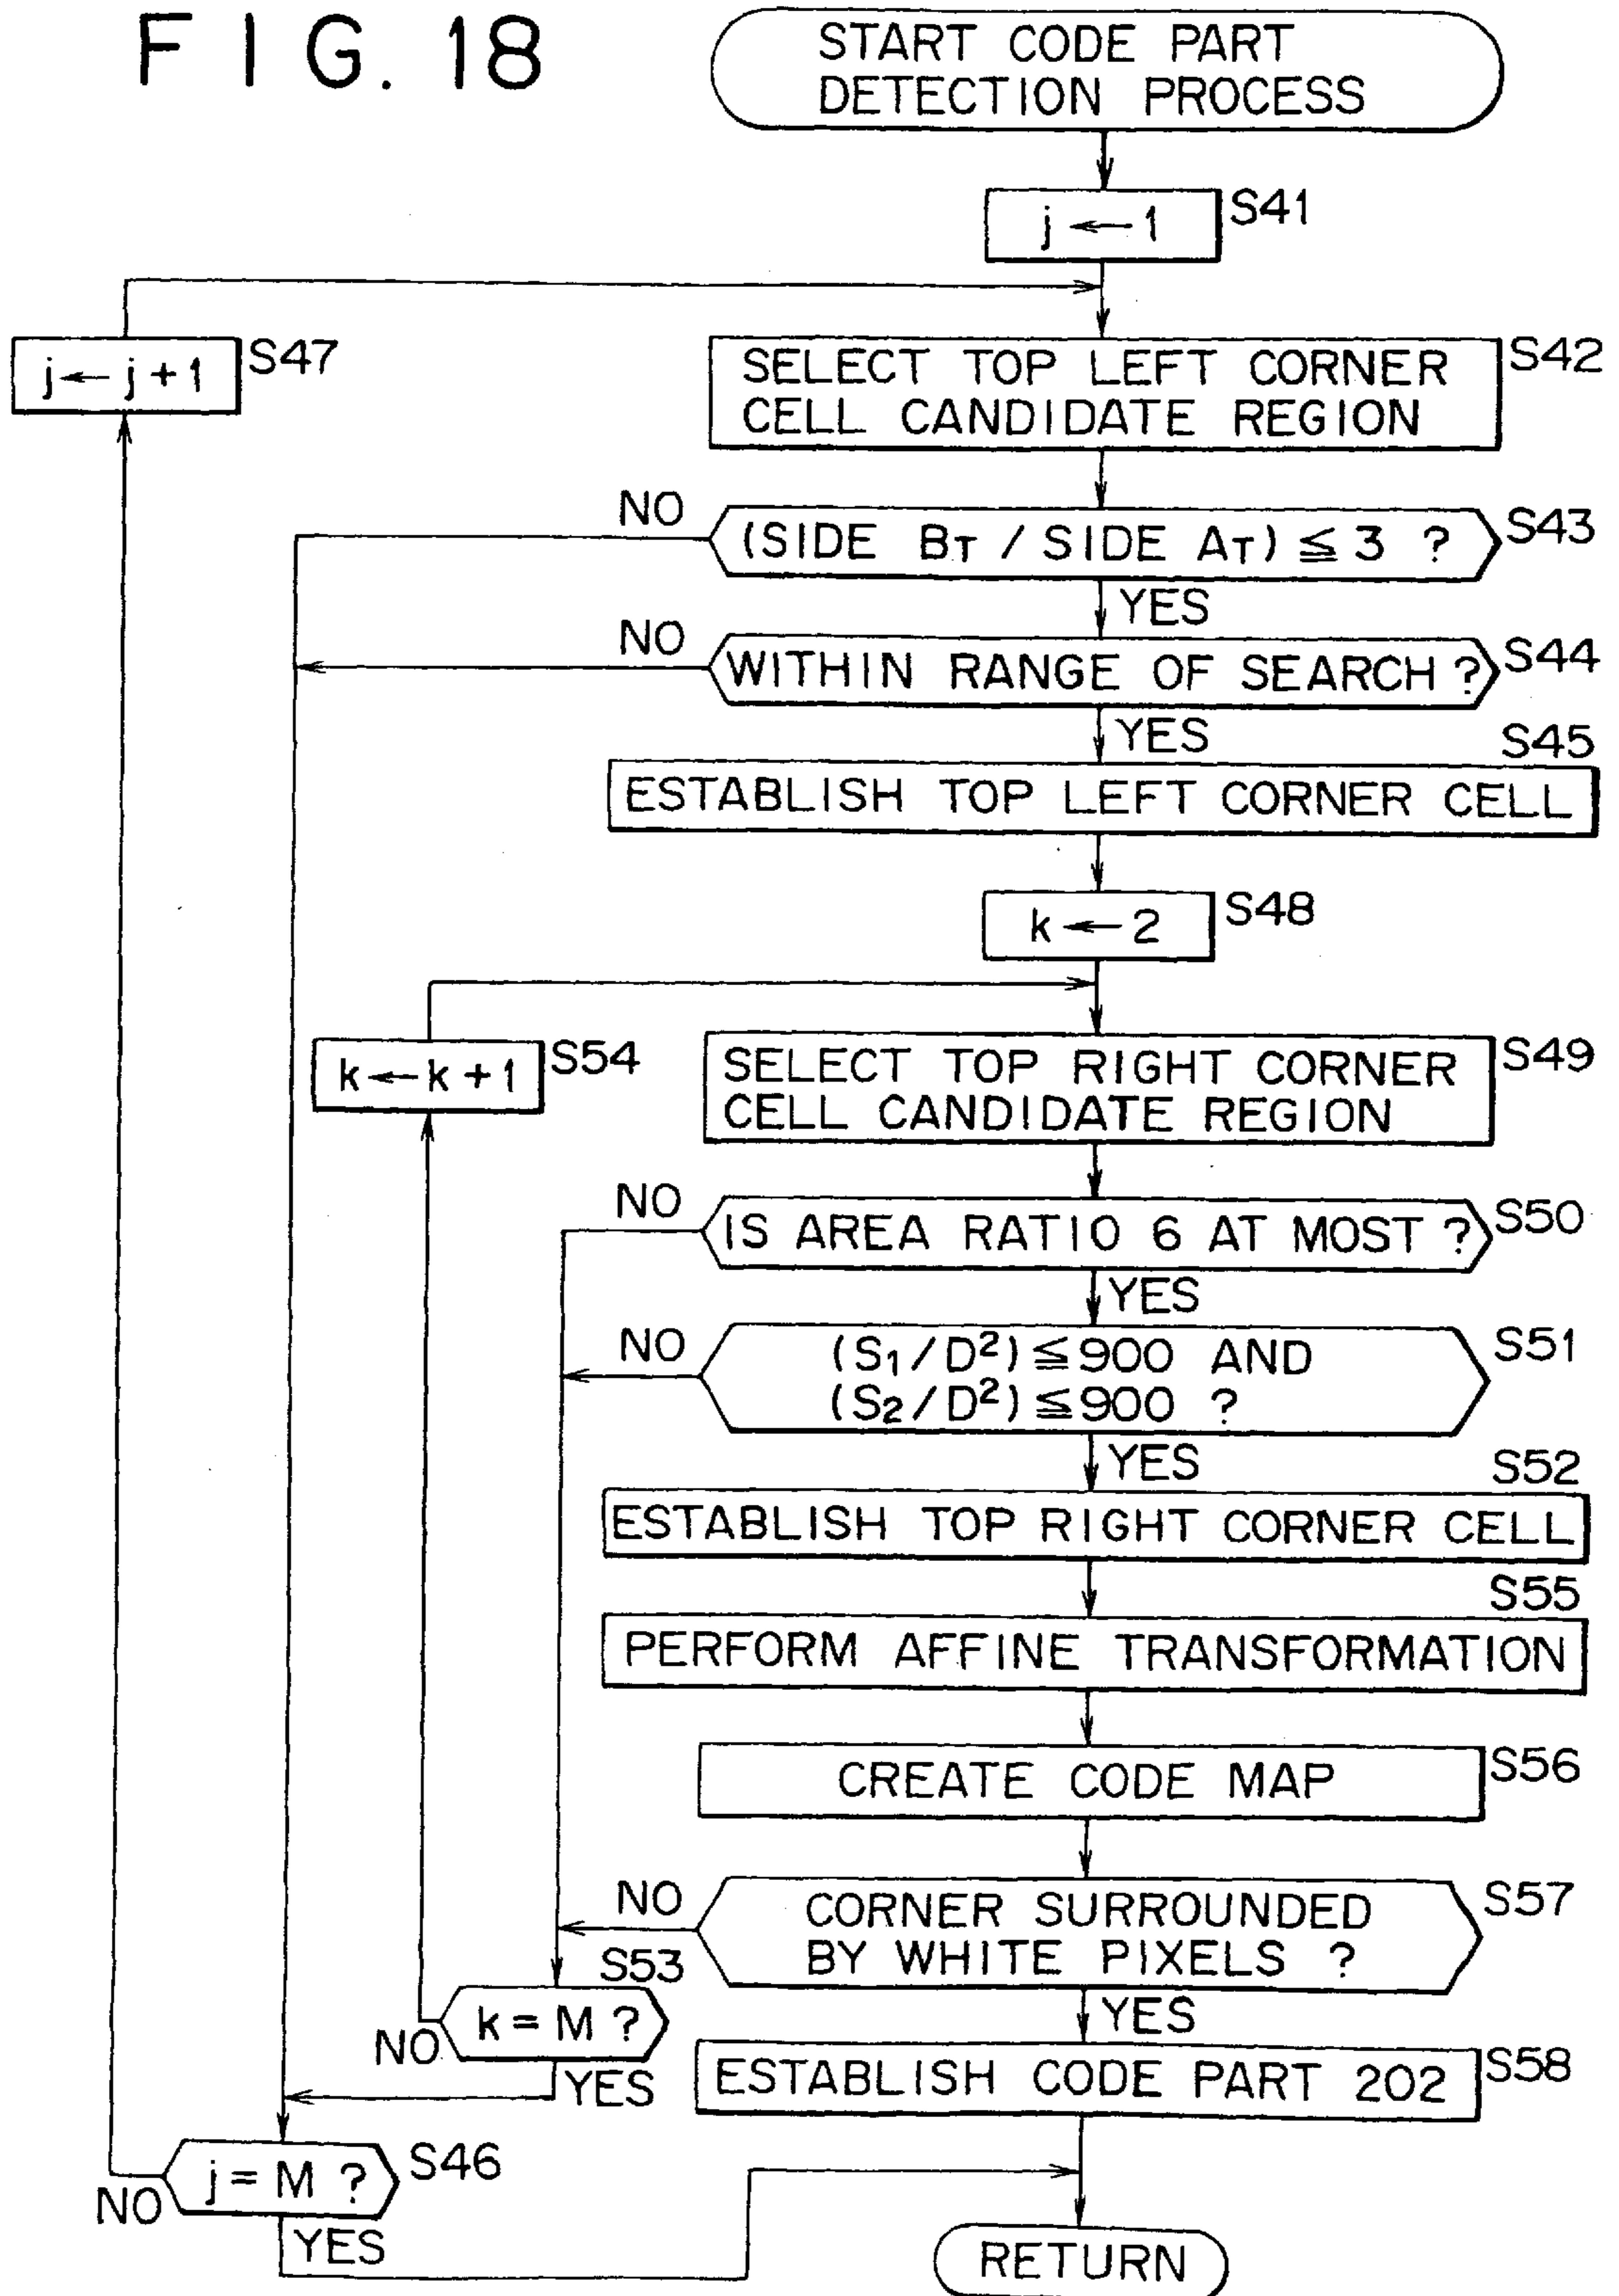 FIG. 18
START CODE PART
DETECTION PROCESS
j ← 1
S41
j ← j + 1
S47
SELECT TOP LEFT CORNER
CELL CANDIDATE REGION
S42
NO
(SIDE BT / SIDE AT) ≦ 3 ?
S43
YES
NO
WITHIN RANGE OF SEARCH ?
S44
YES
S45
ESTABLISH TOP LEFT CORNER CELL
k ← 2
S48
k ← k + 1
S54
SELECT TOP RIGHT CORNER
CELL CANDIDATE REGION
S49
NO
IS AREA RATIO 6 AT MOST ?
S50
YES
NO
(S1 / D²) ≦ 900 AND
(S2 / D²) ≦ 900 ?
S51
YES
S52
ESTABLISH TOP RIGHT CORNER CELL
S55
PERFORM AFFINE TRANSFORMATION
CREATE CODE MAP
S56
NO
CORNER SURROUNDED
BY WHITE PIXELS ?
S57
S53
k = M ?
NO
YES
YES
ESTABLISH CODE PART 202
S58
j = M ?
S46
NO
YES
RETURN